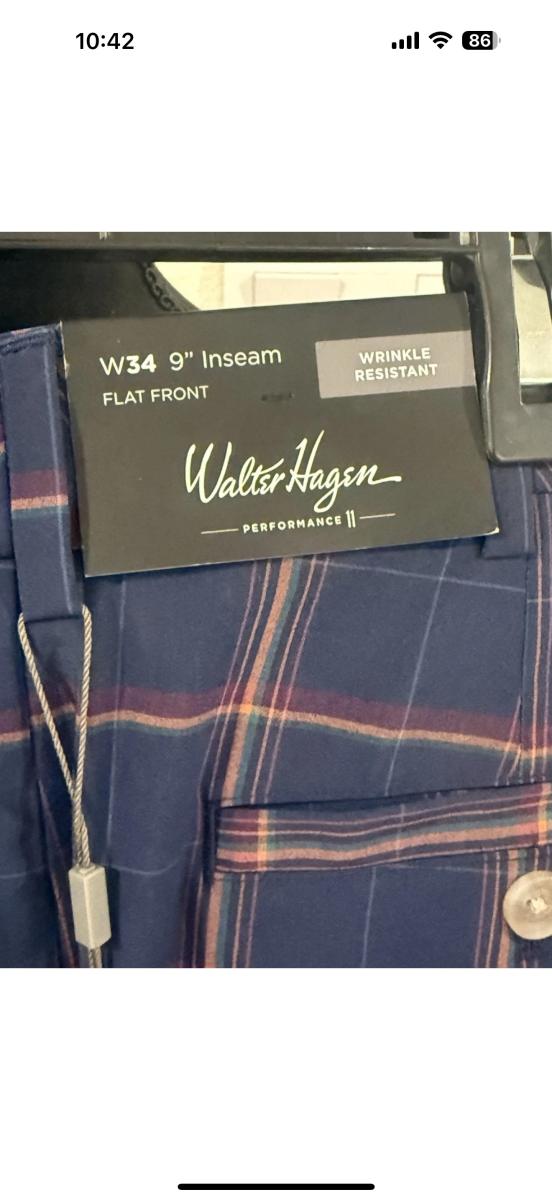 10:42
86
W34 9" Inseam
FLAT FRONT
WRINKLE
RESISTANT
Walter Hagen
PERFORMANCE 11